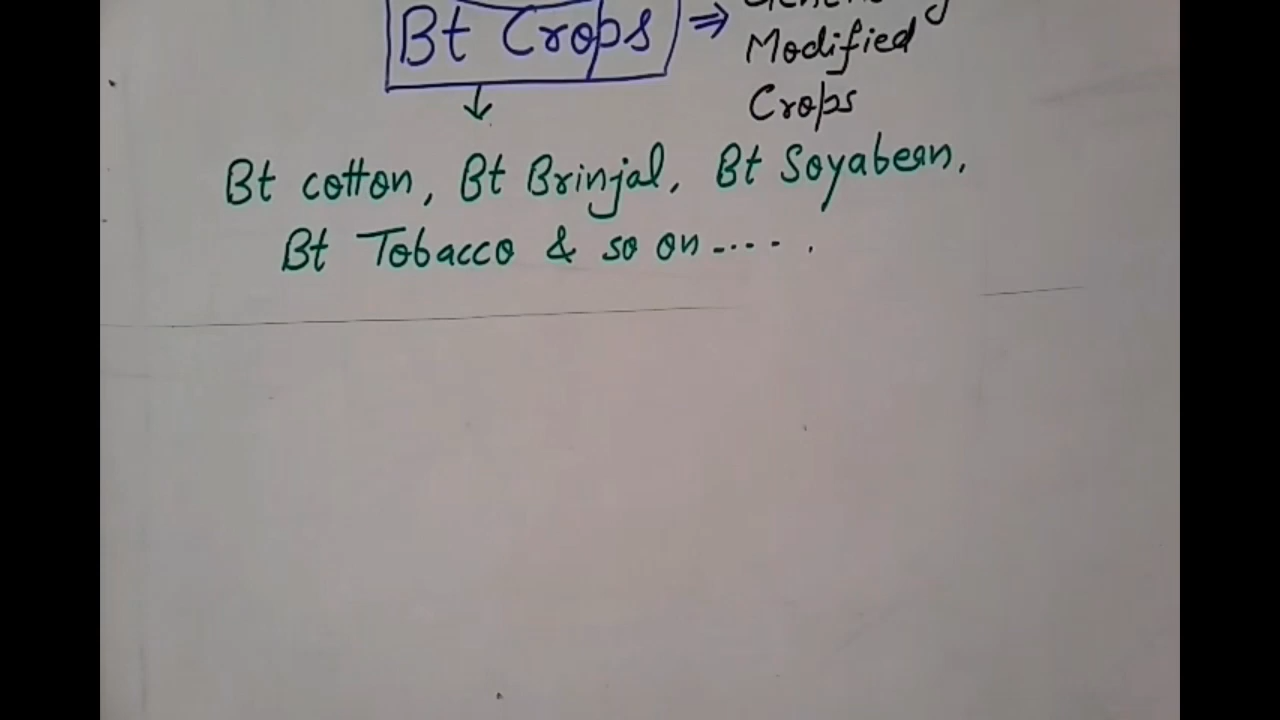 Bt Crops ⇒
Modified
Crops
Bt cotton, Bt Brinjal, Bt Soyabean,
Bt Tobacco & so on .... .